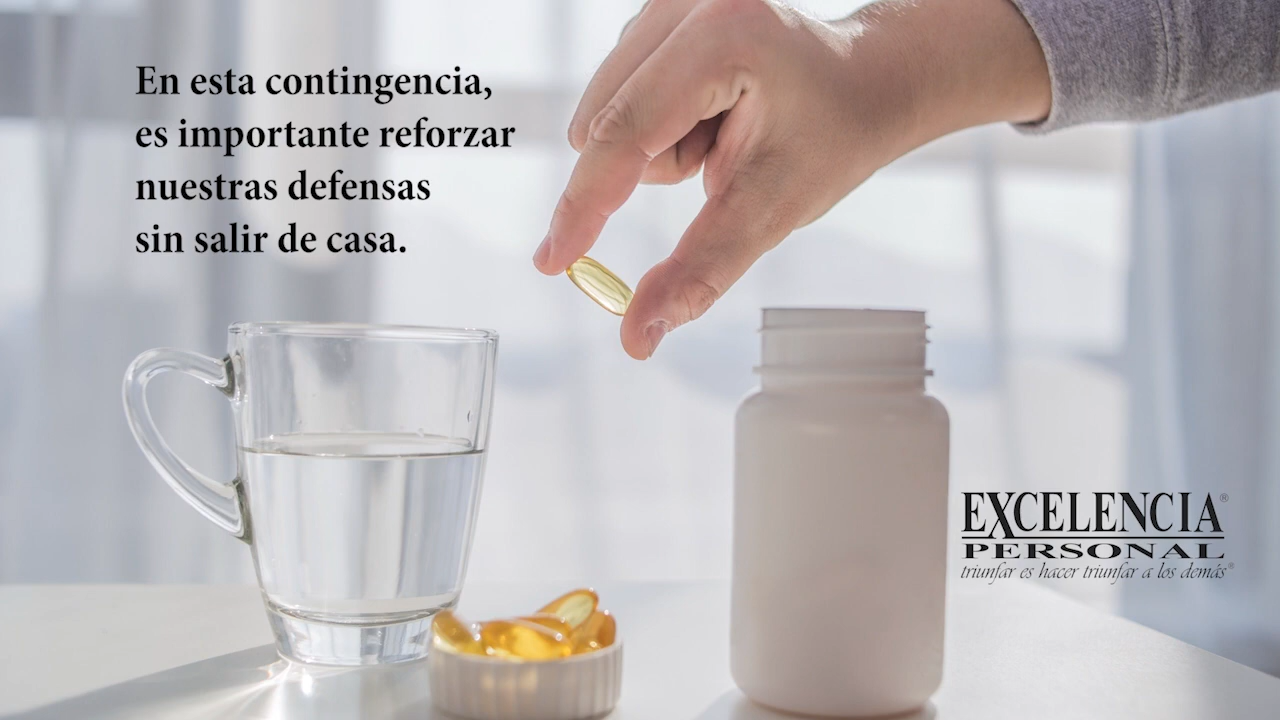 En esta contingencia,
es importante reforzar
nuestras defensas
sin salir de casa.
EXCELENCIA®
PERSONAL
triunfar es hacer triunfar a los demás®